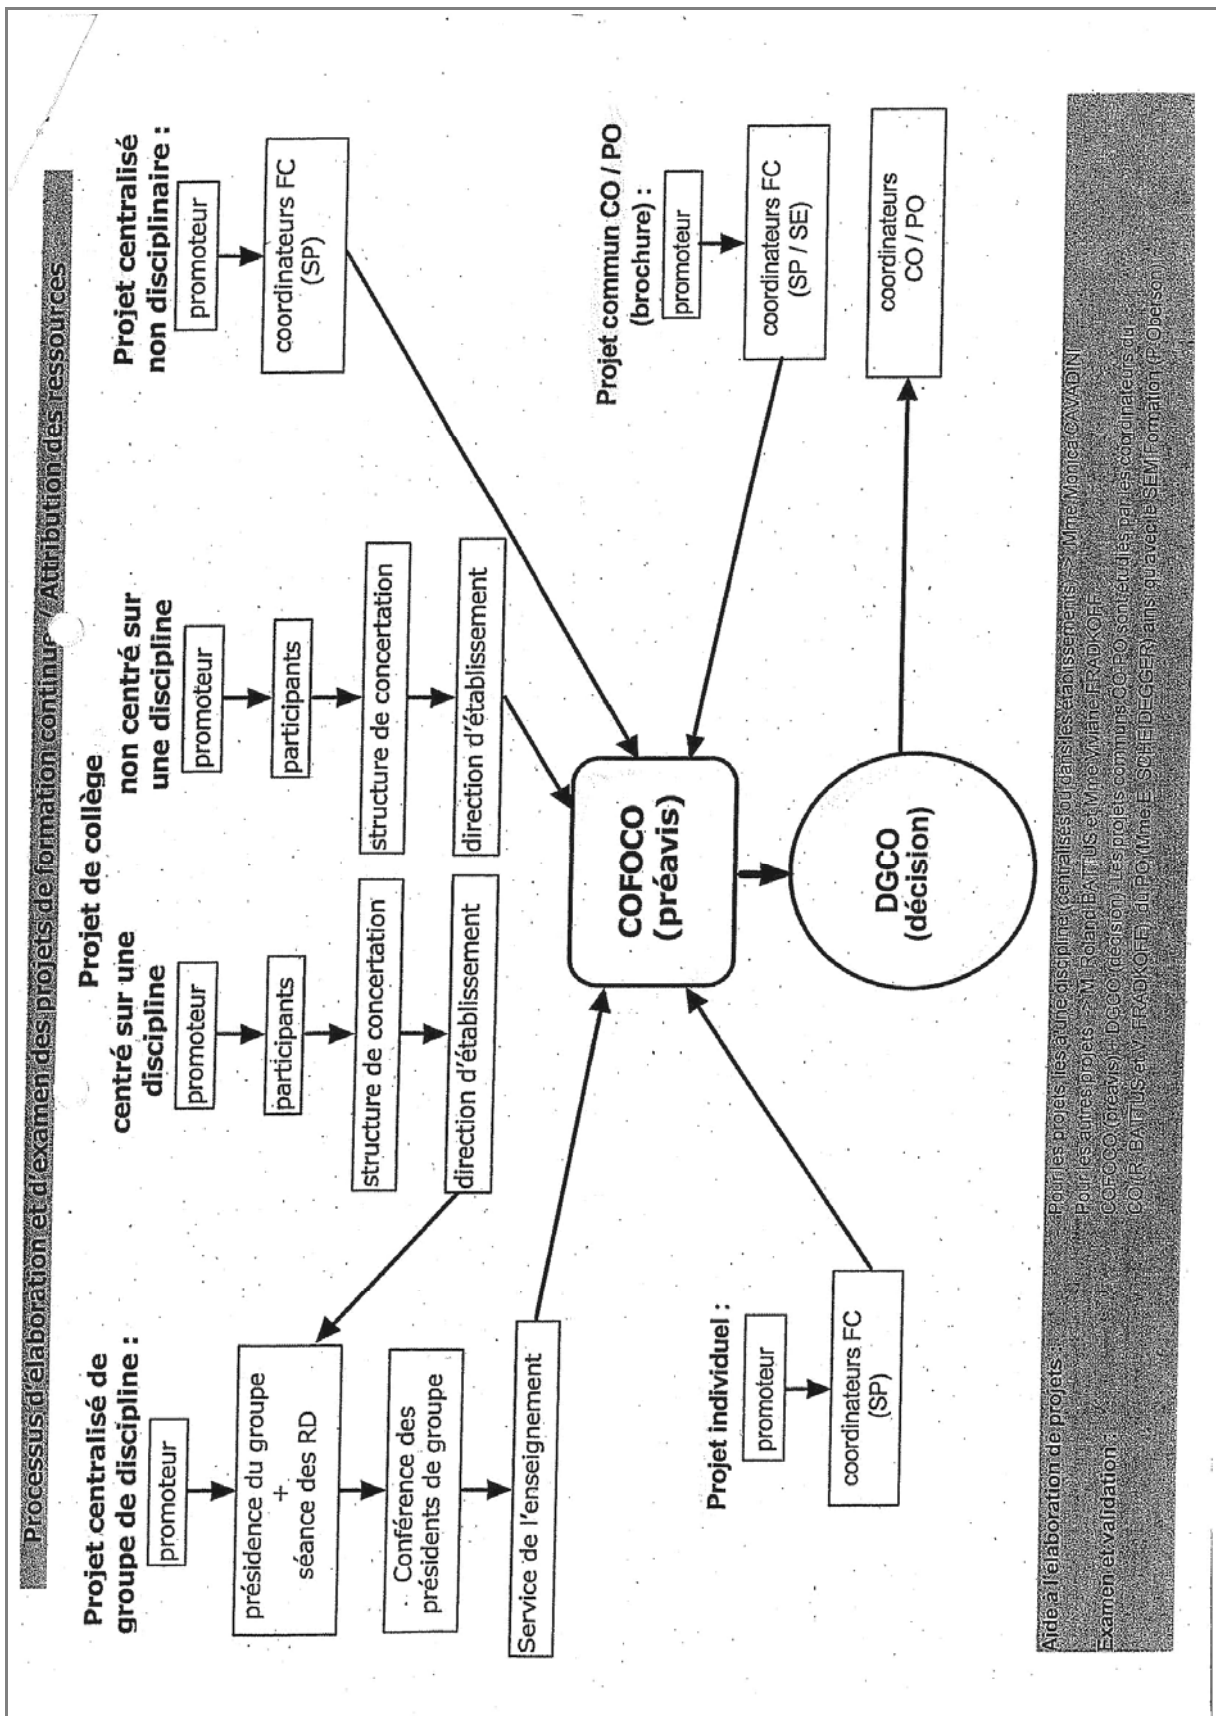 Processus d'élaboration et d'examen des projets de formation continue / Attribution des ressources
Projet de collège
Projet centralisé de
groupe de discipline :
promoteur
présidence du groupe
+
séance des RD
Conférence des
présidents de groupe
Service de l'enseignement
centré sur une
discipline
promoteur
participants
structure de concertation
direction d'établissement
non centré sur
une discipline
promoteur
participants
structure de concertation
direction d'établissement
Projet centralisé
non disciplinaire :
promoteur
coordinateurs FC
(SP)
COFOCO
(préavis)
Projet individuel :
promoteur
coordinateurs FC
(SP)
Projet commun CO / PO
(brochure) :
promoteur
coordinateurs FC
(SP / SE)
DGCO
(décision)
coordinateurs
CO / PO
Aide à l'élaboration de projets :
Pour les projets liés à une discipline (centralisés ou dans les établissements) -> Mme Monica CAVADINI
Pour les autres projets -> M. Roland BATTUS et Mme Viviane FRADKOFF
Examen et validation :
COFOCO (préavis) - DGCO (décision). Les projets communs CO-PO sont étudiés par les coordinateurs du
CO (R. BATTUS et V. FRADKOFF), du PO (Mme E. SCHEDEGGER) ainsi qu'avec le SEM Formation (P. Oberson)